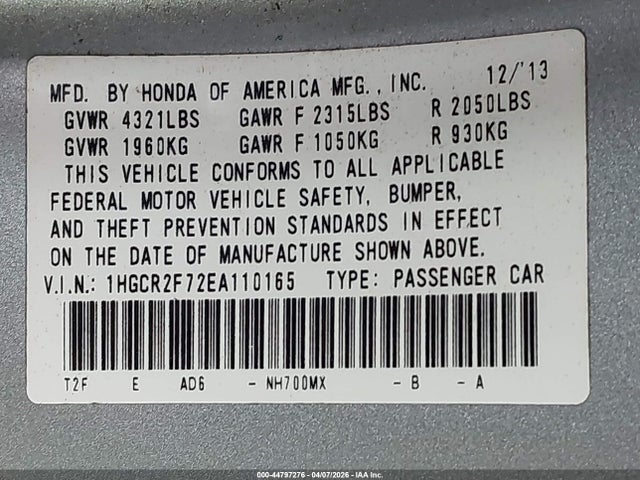 MFD. BY HONDA OF AMERICA MFG., INC. 12/'13
GVWR 4321LBS GAWR F 2315LBS R 2050LBS
GVWR 1960KG GAWR F 1050KG R 930KG
THIS VEHICLE CONFORMS TO ALL APPLICABLE
FEDERAL MOTOR VEHICLE SAFETY, BUMPER,
AND THEFT PREVENTION STANDARDS IN EFFECT
ON THE DATE OF MANUFACTURE SHOWN ABOVE.
V.I.N.: 1HGCR2F72EA110165 TYPE: PASSENGER CAR
T2F E AD6 - NH700MX - B - A
000-44797276 | 04/07/2026 | IAA Inc.